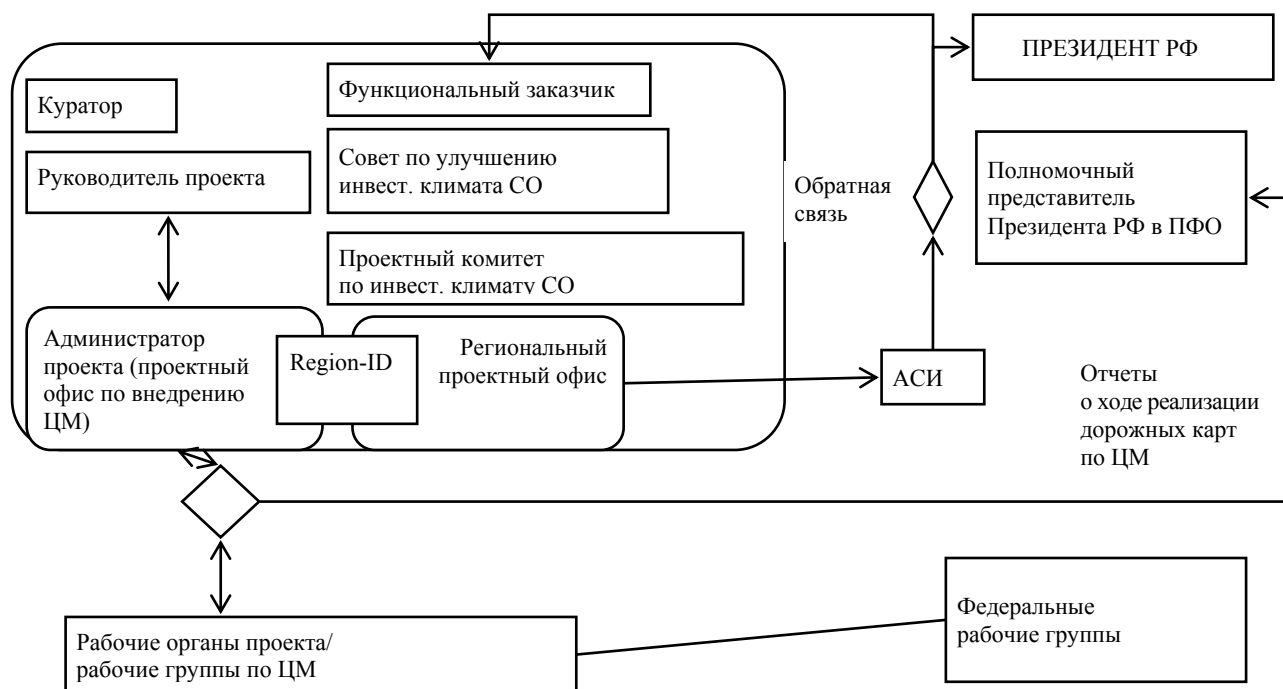 ПРЕЗИДЕНТ РФ
Куратор
Функциональный заказчик
Руководитель проекта
Совет по улучшению
инвест. климата СО
Обратная
связь
Полномочный
представитель
Президента РФ в ПФО
Проектный комитет
по инвест. климату СО
Администратор
проекта (проектный
офис по внедрению
ЦМ)
Region-ID
Региональный
проектный офис
АСИ
Отчеты
о ходе реализации
дорожных карт
по ЦМ
Рабочие органы проекта/
рабочие группы по ЦМ
Федеральные
рабочие группы